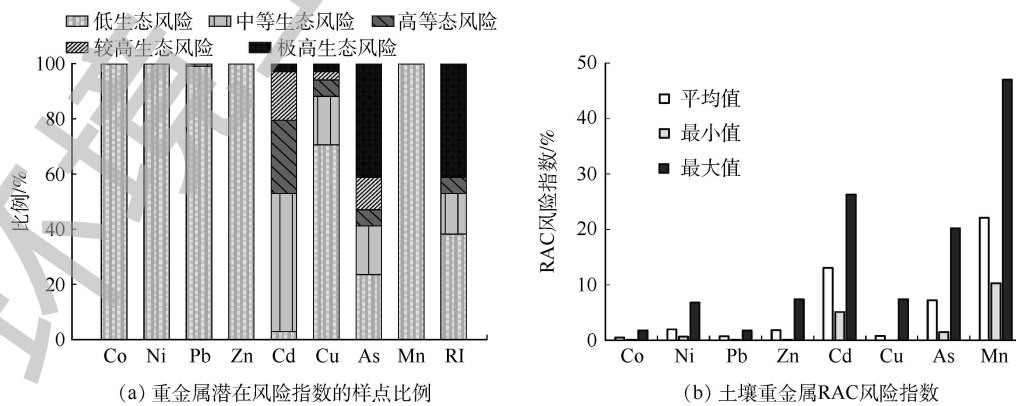 低生态风险 中等生态风险 高等态风险
较高生态风险 极高生态风险
100
80
60
40
20
0
比例/%
Co Ni Pb Zn Cd Cu As Mn RI
(a) 重金属潜在风险指数的样点比例
50
40
30
20
10
0
RAC风险指数/%
平均值
最小值
最大值
Co Ni Pb Zn Cd Cu As Mn
(b) 土壤重金属RAC风险指数